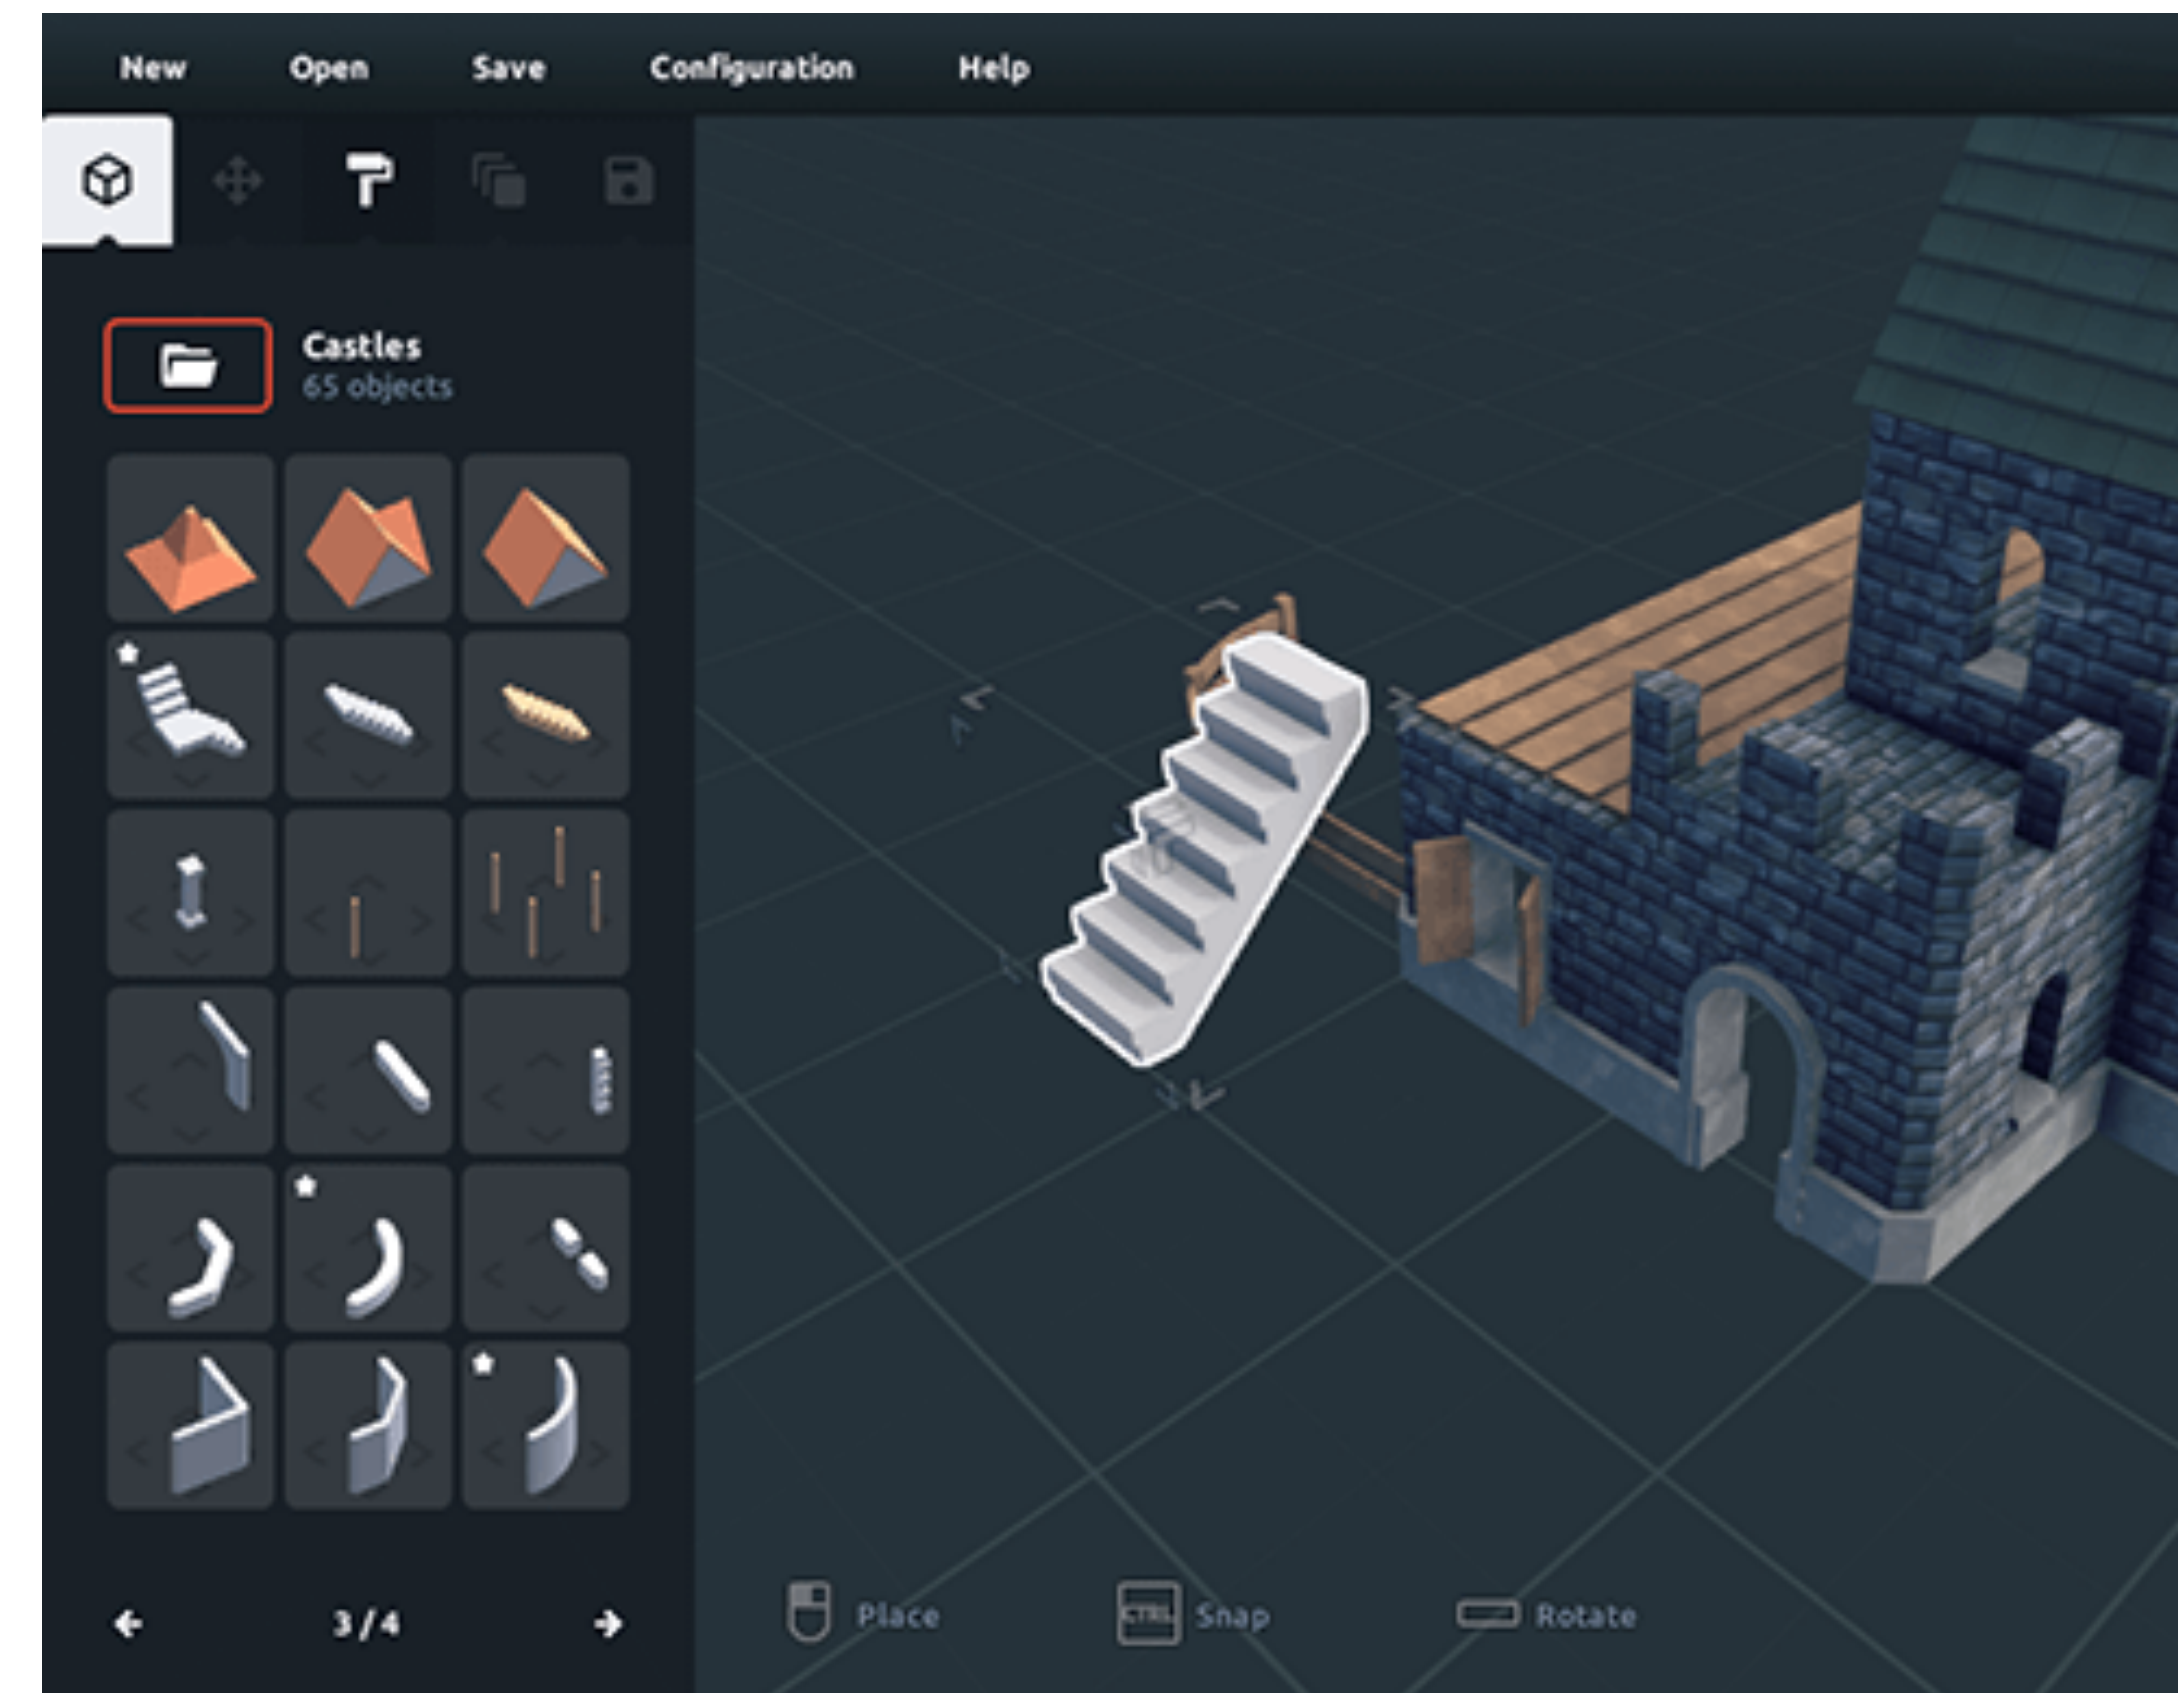 New Open Save Configuration Help
Castles
65 objects
3/4
Place CTRL Snap Rotate